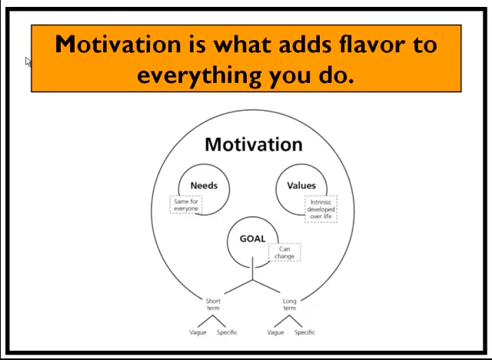 Motivation is what adds flavor to
everything you do.
Motivation
Needs
Same for
everyone
Values
Intrinsic
developed
over life
GOAL
Can
change
Short
term
Long
term
Vague Specific Vague Specific